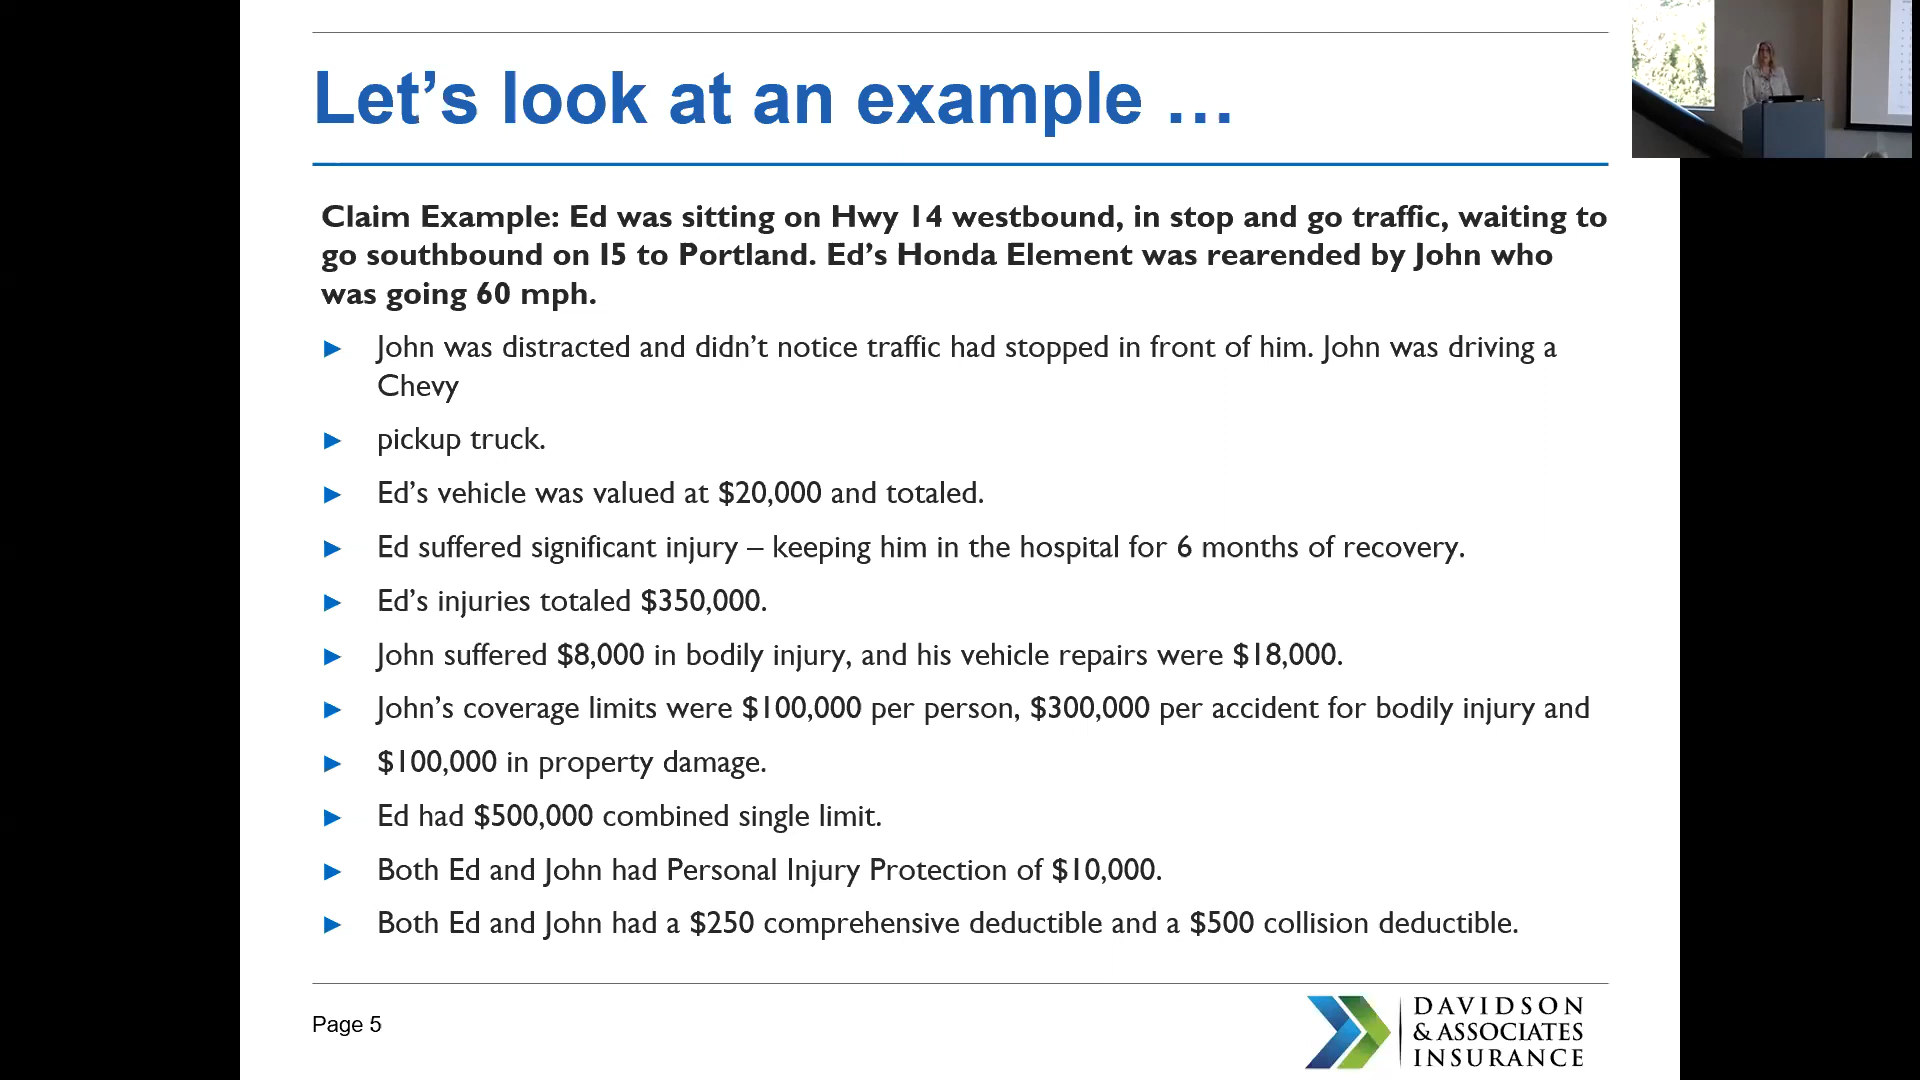 Let’s look at an example …
Claim Example: Ed was sitting on Hwy 14 westbound, in stop and go traffic, waiting to
go southbound on I5 to Portland. Ed’s Honda Element was rearended by John who
was going 60 mph.
► John was distracted and didn’t notice traffic had stopped in front of him. John was driving a
Chevy
► pickup truck.
► Ed’s vehicle was valued at $20,000 and totaled.
► Ed suffered significant injury – keeping him in the hospital for 6 months of recovery.
► Ed’s injuries totaled $350,000.
► John suffered $8,000 in bodily injury, and his vehicle repairs were $18,000.
► John’s coverage limits were $100,000 per person, $300,000 per accident for bodily injury and
► $100,000 in property damage.
► Ed had $500,000 combined single limit.
► Both Ed and John had Personal Injury Protection of $10,000.
► Both Ed and John had a $250 comprehensive deductible and a $500 collision deductible.
Page 5
DAVIDSON
& ASSOCIATES
INSURANCE